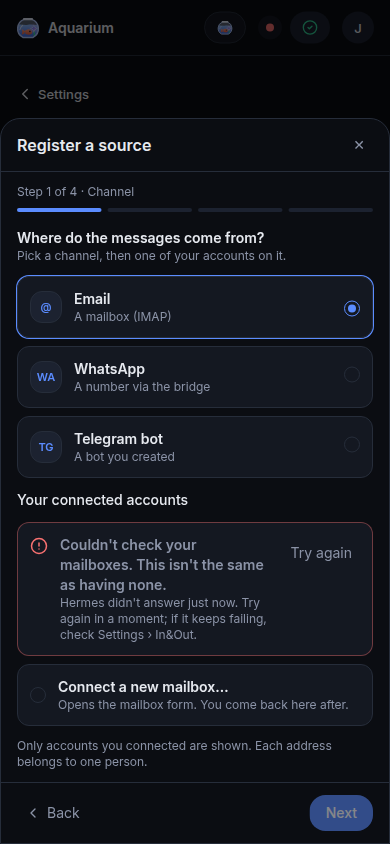 Aquarium
J
Settings
Register a source
×
Step 1 of 4 · Channel
Where do the messages come from?
Pick a channel, then one of your accounts on it.
@
Email
A mailbox (IMAP)
WA
WhatsApp
A number via the bridge
TG
Telegram bot
A bot you created
Your connected accounts
Couldn't check your
mailboxes. This isn't the same
as having none.
Try again
Hermes didn't answer just now. Try
again in a moment; if it keeps failing,
check Settings › In&Out.
Connect a new mailbox…
Opens the mailbox form. You come back here after.
Only accounts you connected are shown. Each address
belongs to one person.
Back
Next